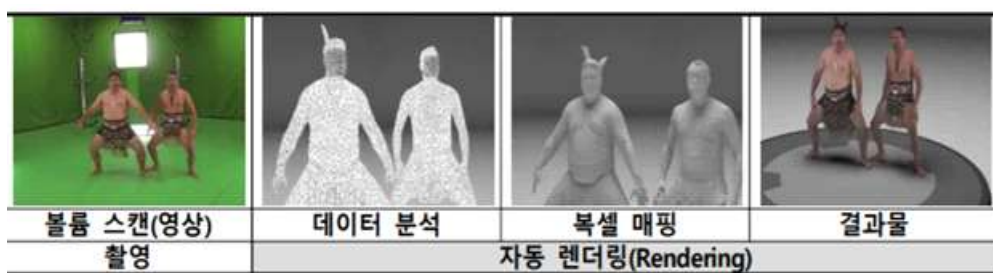 볼륨 스캔(영상) 데이터 분석 복셀 매핑 결과물
촬영 자동 렌더링(Rendering)